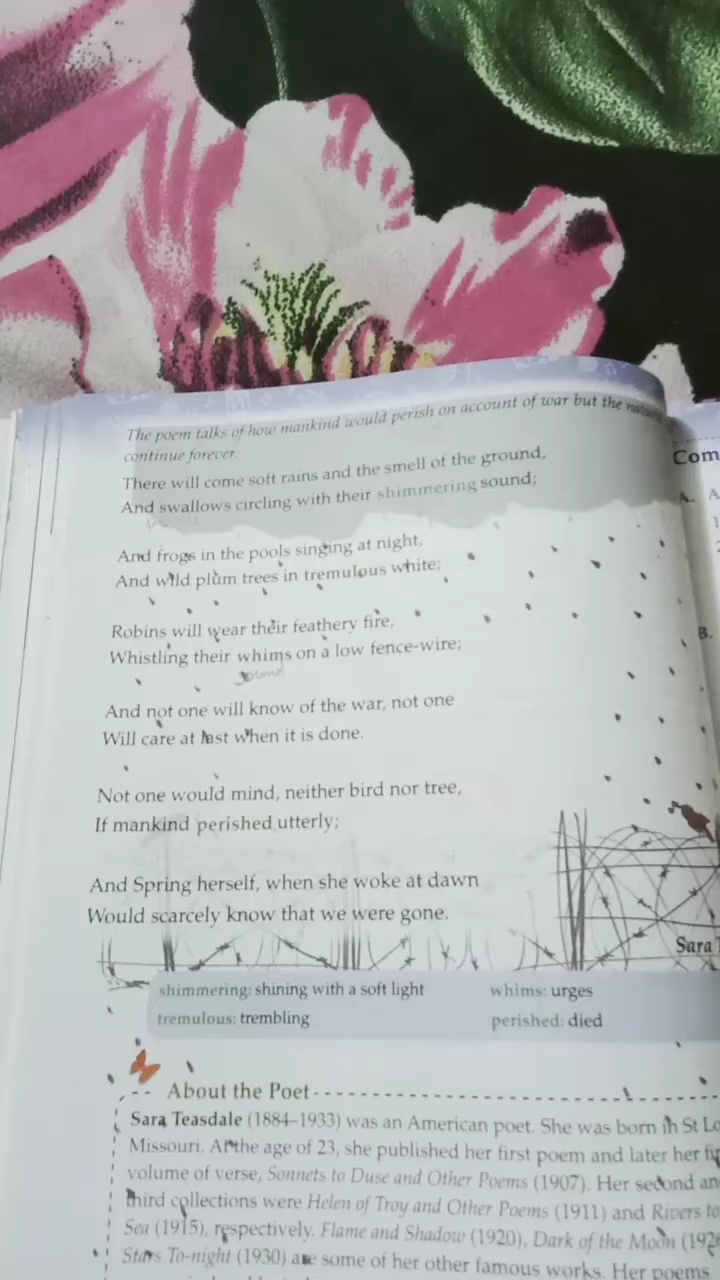 The poem talks of how mankind would perish on account of war but the
continue forever.
There will come soft rains and the smell of the ground,
And swallows circling with their shimmering sound;
And frogs in the pools singing at night,
And wild plum trees in tremulous white;
Robins will wear their feathery fire,
Whistling their whims on a low fence-wire;
sound
And not one will know of the war, not one
Will care at last when it is done.
Not one would mind, neither bird nor tree,
If mankind perished utterly;
And Spring herself, when she woke at dawn
Would scarcely know that we were gone.
Sara
shimmering: shining with a soft light
whims: urges
tremulous: trembling
perished: died
About the Poet
Sara Teasdale (1884–1933) was an American poet. She was born in St Lo
Missouri. At the age of 23, she published her first poem and later her fir
volume of verse, Sonnets to Duse and Other Poems (1907). Her second an
third collections were Helen of Troy and Other Poems (1911) and Rivers to
Sea (1915), respectively. Flame and Shadow (1920), Dark of the Moon (192
Stars To-night (1930) are some of her other famous works. Her poems
Com
A. A
1
2
B.